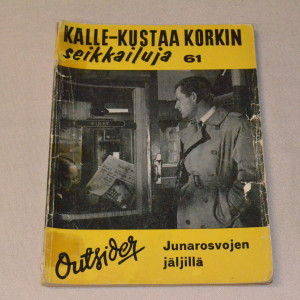 KALLE-KUSTAA KORKIN
seikkailuja 61
Outsider
Junarosvojen
jäljillä